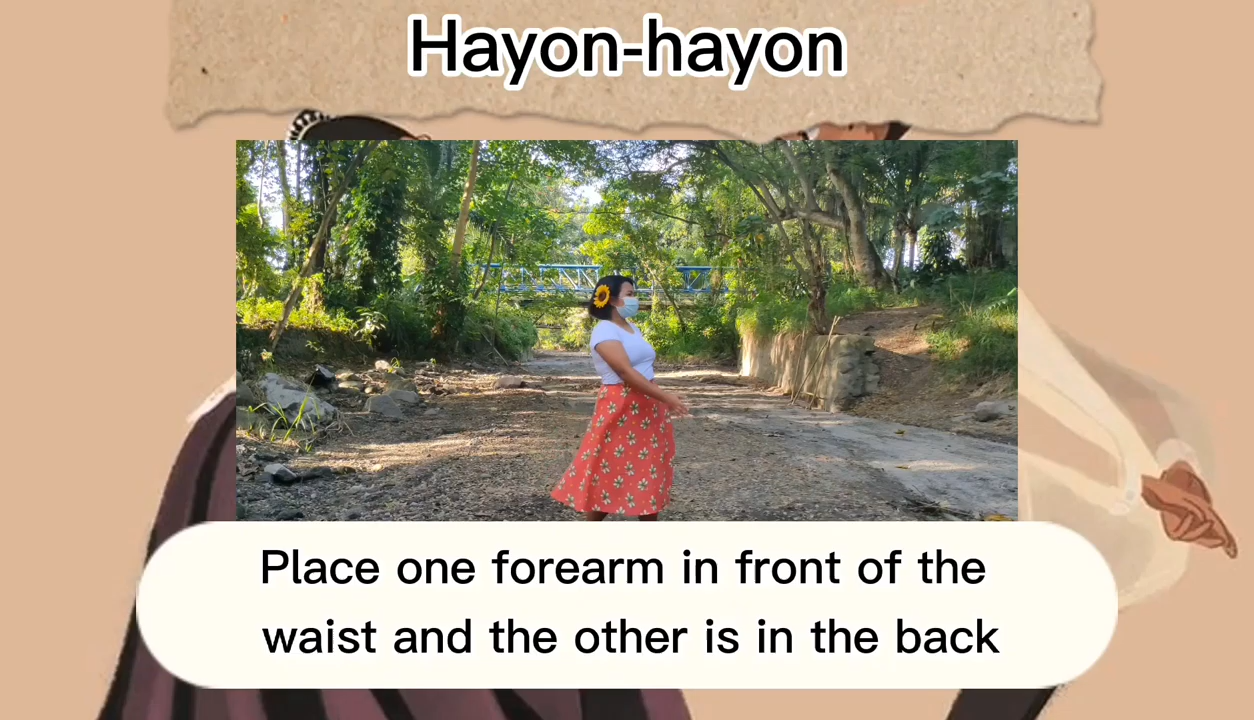 Hayon-hayon
Place one forearm in front of the
waist and the other is in the back